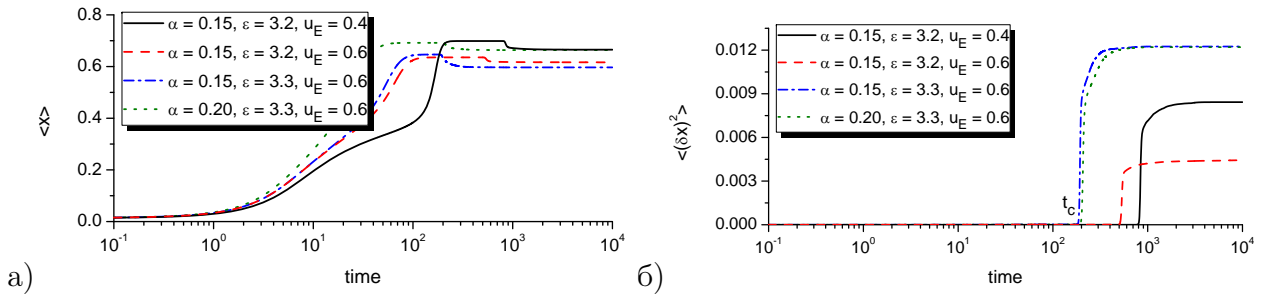 α = 0.15, ε = 3.2, u_E = 0.4
α = 0.15, ε = 3.2, u_E = 0.6
α = 0.15, ε = 3.3, u_E = 0.6
α = 0.20, ε = 3.3, u_E = 0.6
0.8
0.6
0.4
0.2
0.0
<x>
10^-1 10^0 10^1 10^2 10^3 10^4
time
а)
α = 0.15, ε = 3.2, u_E = 0.4
α = 0.15, ε = 3.2, u_E = 0.6
α = 0.15, ε = 3.3, u_E = 0.6
α = 0.20, ε = 3.3, u_E = 0.6
0.012
0.009
0.006
0.003
0.000
<(δx)^2>
t_c
10^-1 10^0 10^1 10^2 10^3 10^4
time
б)